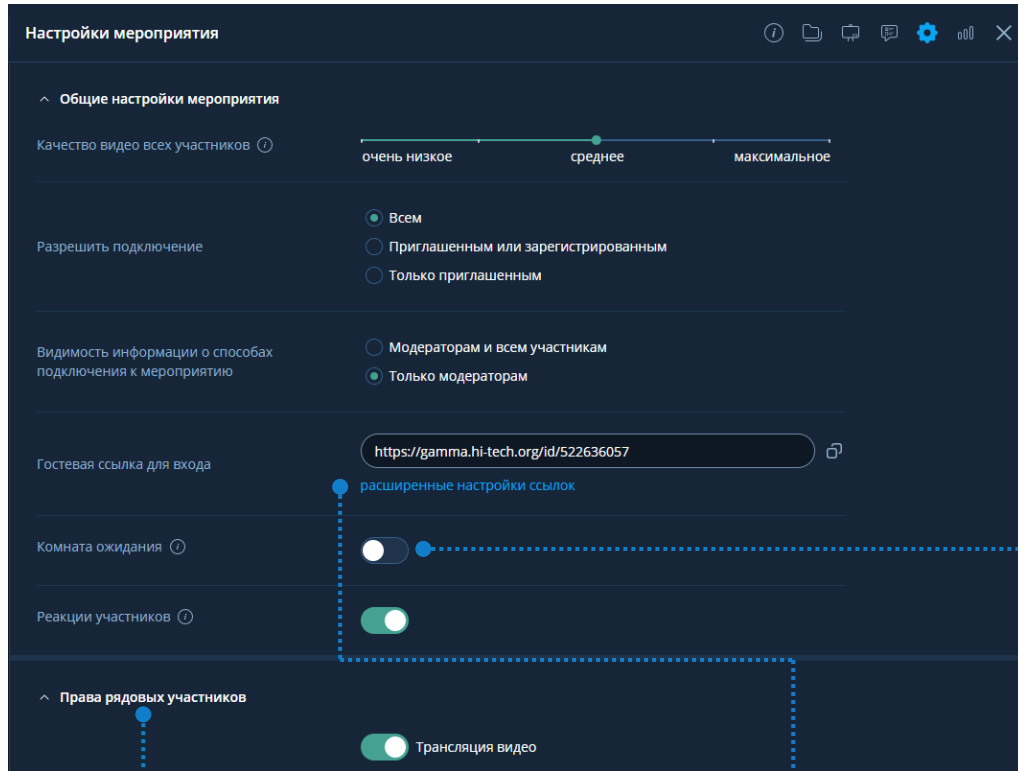 Настройки мероприятия
Общие настройки мероприятия
Качество видео всех участников
очень низкое среднее максимальное
Разрешить подключение
Всем
Приглашенным или зарегистрированным
Только приглашенным
Видимость информации о способах
подключения к мероприятию
Модераторам и всем участникам
Только модераторам
Гостевая ссылка для входа
https://gamma.hi-tech.org/id/522636057
расширенные настройки ссылок
Комната ожидания
Реакции участников
Права рядовых участников
Трансляция видео